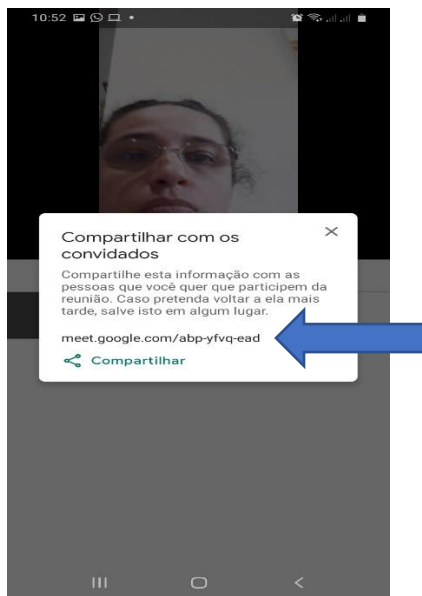 10:52
Compartilhar com os
convidados
Compartilhe esta informação com as
pessoas que você quer que participem da
reunião. Caso pretenda voltar a ela mais
tarde, salve isto em algum lugar.
meet.google.com/abp-yfvq-ead
Compartilhar